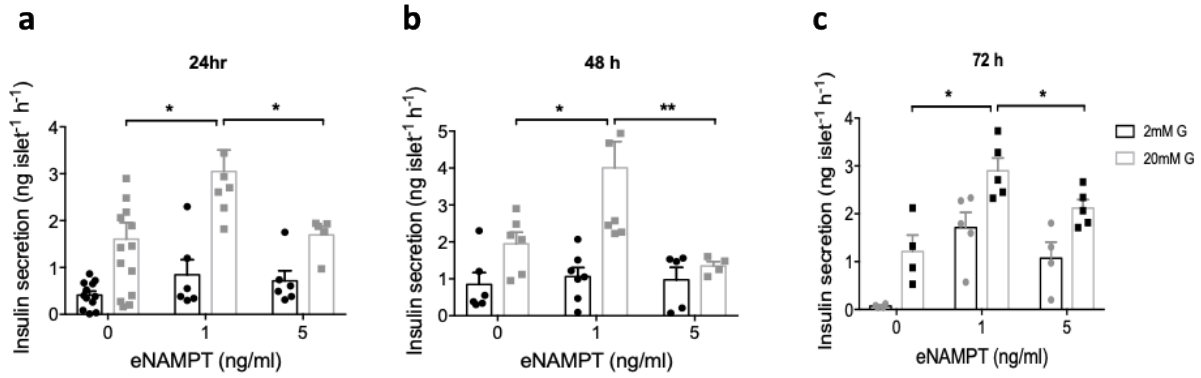 a
24hr
* *
Insulin secretion (ng islet⁻¹ h⁻¹)
4
3
2
1
0
0 1 5
eNAMPT (ng/ml)
b
48 h
* **
Insulin secretion (ng islet⁻¹ h⁻¹)
5
4
3
2
1
0
0 1 5
eNAMPT (ng/ml)
c
72 h
* *
Insulin secretion (ng islet⁻¹ h⁻¹)
4
3
2
1
0
0 1 5
eNAMPT (ng/ml)
2mM G
20mM G